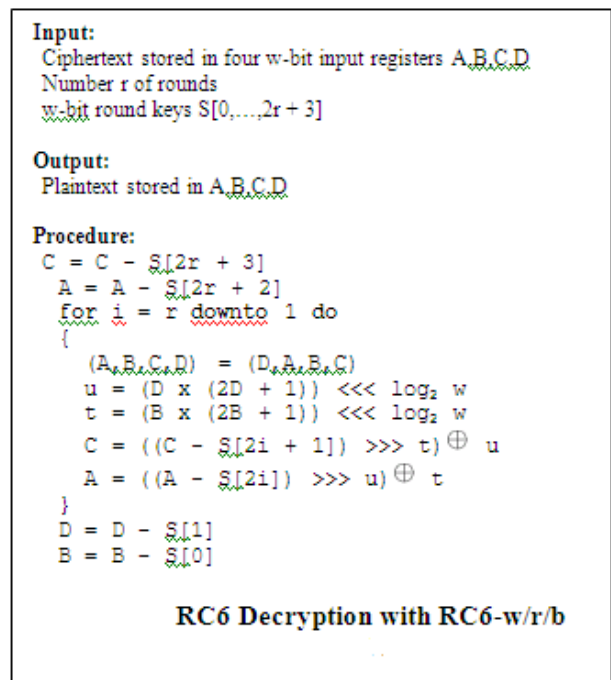 Input:
Ciphertext stored in four w-bit input registers A,B,C,D
Number r of rounds
w-bit round keys S[0,…,2r + 3]
Output:
Plaintext stored in A,B,C,D
Procedure:
C = C - S[2r + 3]
A = A - S[2r + 2]
for i = r downto 1 do
{
(A,B,C,D) = (D,A,B,C)
u = (D x (2D + 1)) <<< log₂ w
t = (B x (2B + 1)) <<< log₂ w
C = ((C - S[2i + 1]) >>> t) ⊕ u
A = ((A - S[2i]) >>> u) ⊕ t
}
D = D - S[1]
B = B - S[0]
RC6 Decryption with RC6-w/r/b